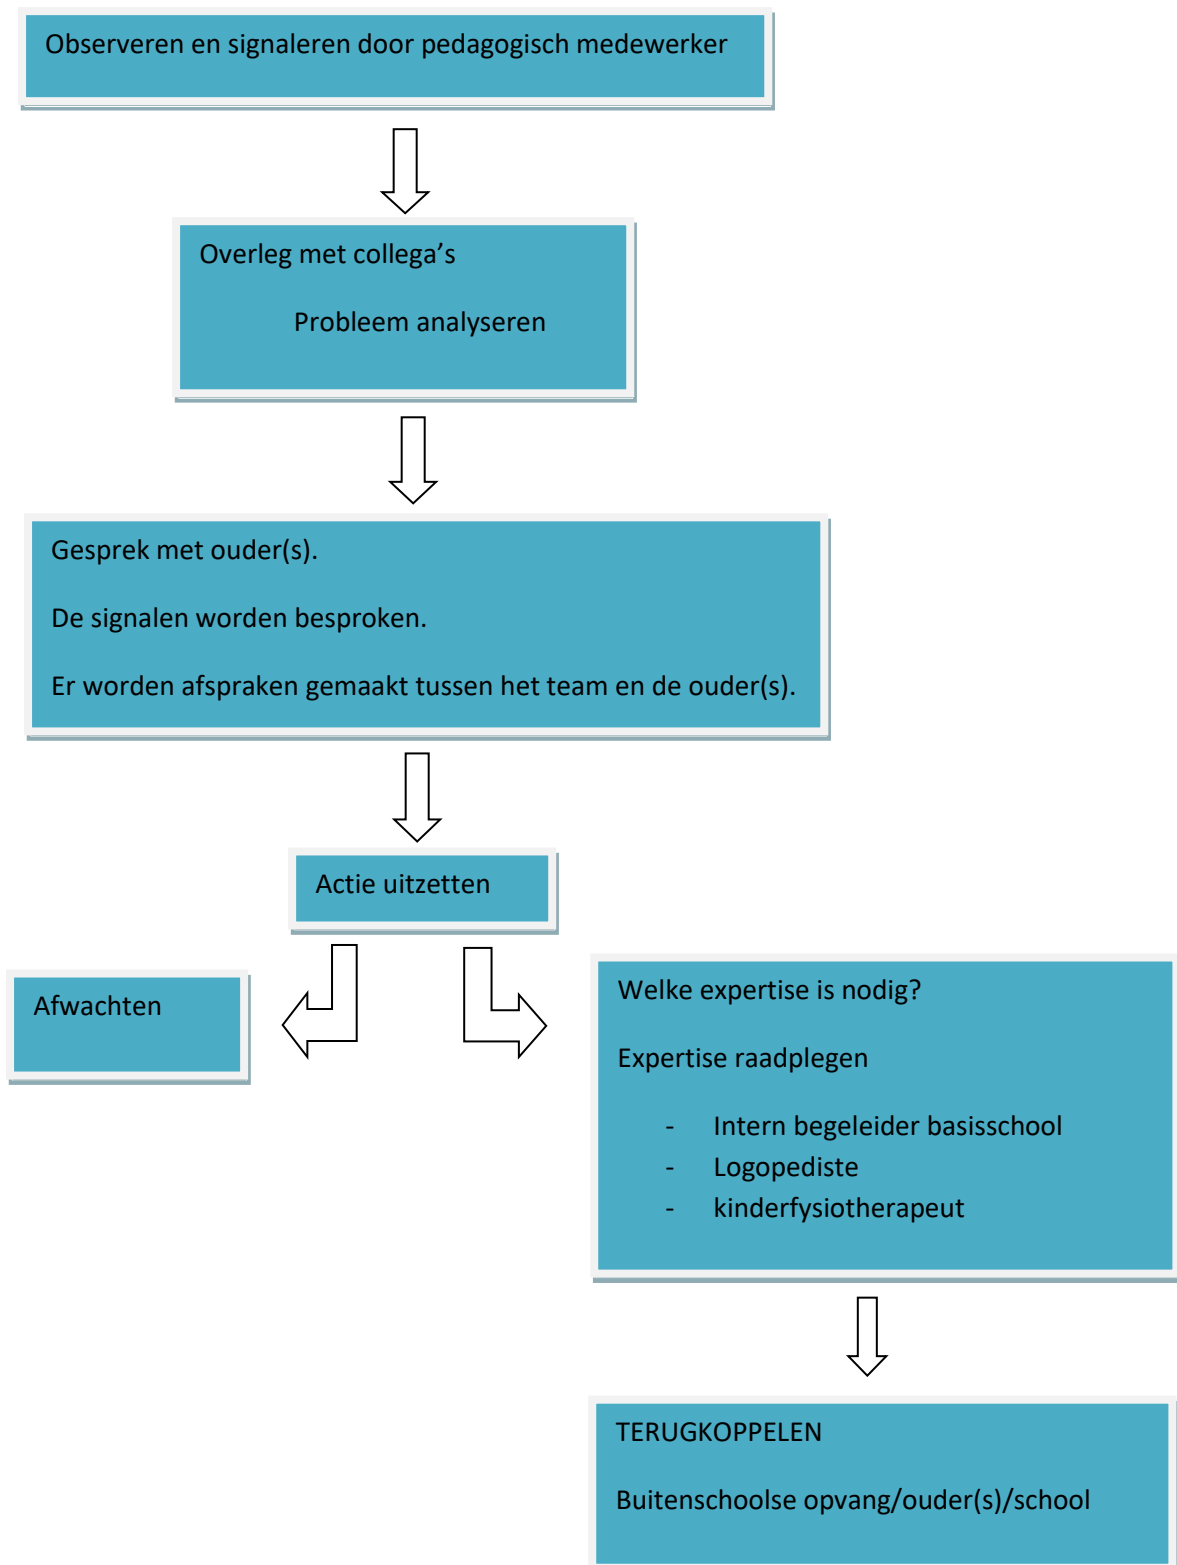 Observeren en signaleren door pedagogisch medewerker
Overleg met collega’s
Probleem analyseren
Gesprek met ouder(s).
De signalen worden besproken.
Er worden afspraken gemaakt tussen het team en de ouder(s).
Actie uitzetten
Afwachten
Welke expertise is nodig?
Expertise raadplegen
- Intern begeleider basisschool
- Logopediste
- kinderfysiotherapeut
TERUGKOPPELEN
Buitenschoolse opvang/ouder(s)/school